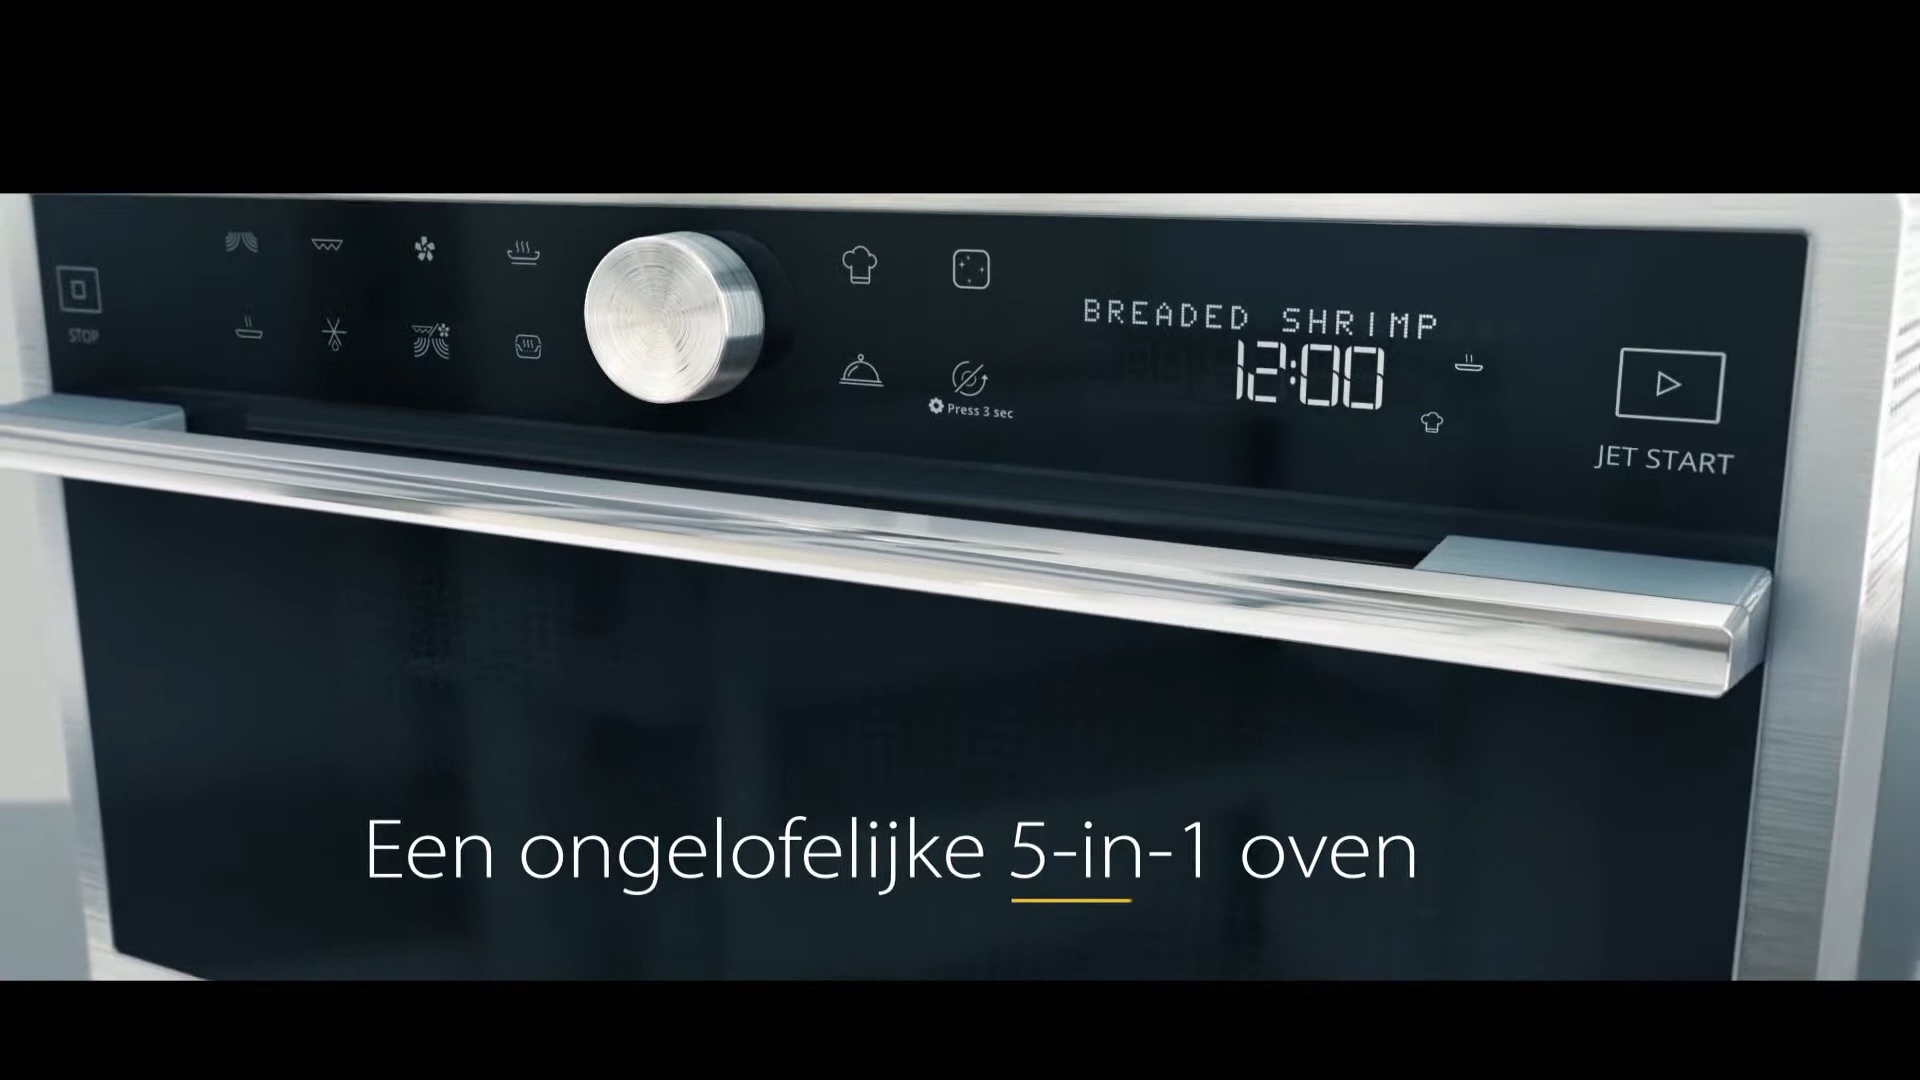 STOP
Press 3 sec
BREADED SHRIMP
12:00
JET START
Een ongelofelijke 5-in-1 oven